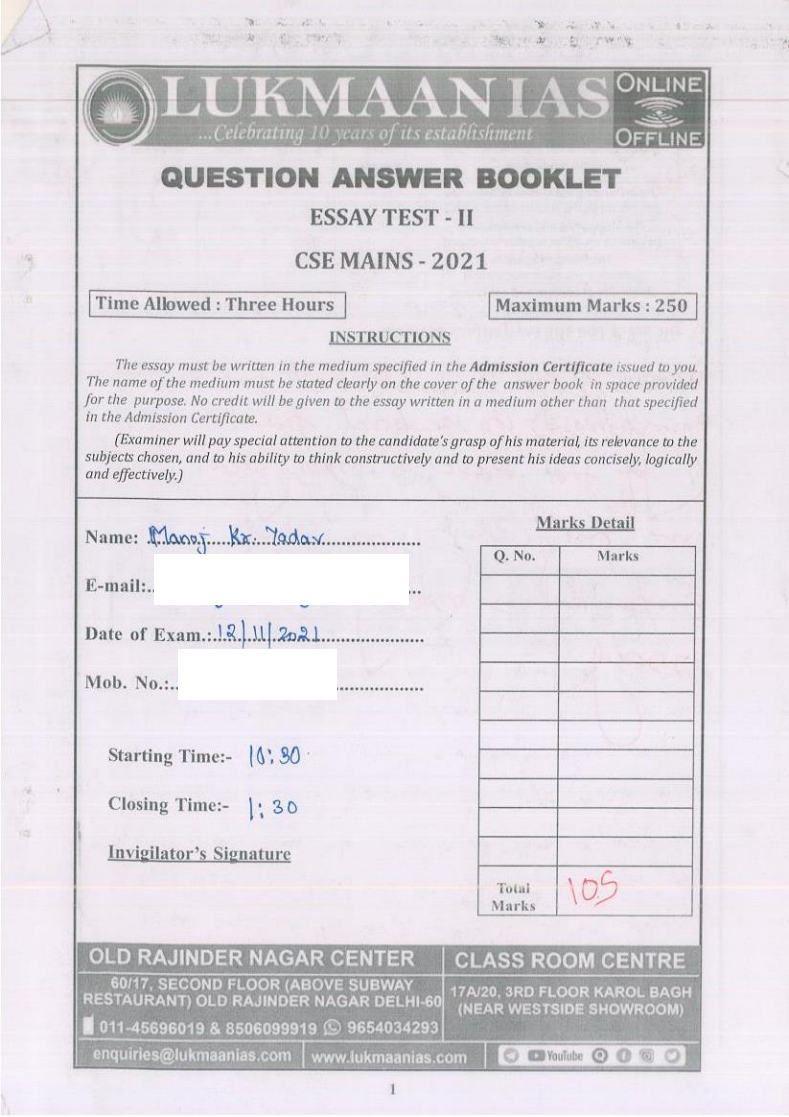 LUKMAAN IAS
...Celebrating 10 years of its establishment
ONLINE
OFFLINE
QUESTION ANSWER BOOKLET
ESSAY TEST - II
CSE MAINS - 2021
Time Allowed : Three Hours
Maximum Marks : 250
INSTRUCTIONS
The essay must be written in the medium specified in the Admission Certificate issued to you.
The name of the medium must be stated clearly on the cover of the answer book in space provided
for the purpose. No credit will be given to the essay written in a medium other than that specified
in the Admission Certificate.
(Examiner will pay special attention to the candidate's grasp of his material, its relevance to the
subjects chosen, and to his ability to think constructively and to present his ideas concisely, logically
and effectively.)
Name: Manoj Kr. Yadav
E-mail:
Date of Exam.: 12/11/2021
Mob. No.:
Starting Time:- 10:30
Closing Time:- 1:30
Invigilator's Signature
Marks Detail
Q. No. Marks
Total Marks 105
OLD RAJINDER NAGAR CENTER
60/17, SECOND FLOOR (ABOVE SUBWAY
RESTAURANT) OLD RAJINDER NAGAR DELHI-60
011-45696019 & 8506099919 9654034293
enquiries@lukmaanias.com www.lukmaanias.com
CLASS ROOM CENTRE
17A/20, 3RD FLOOR KAROL BAGH
(NEAR WESTSIDE SHOWROOM)
YouTube
1